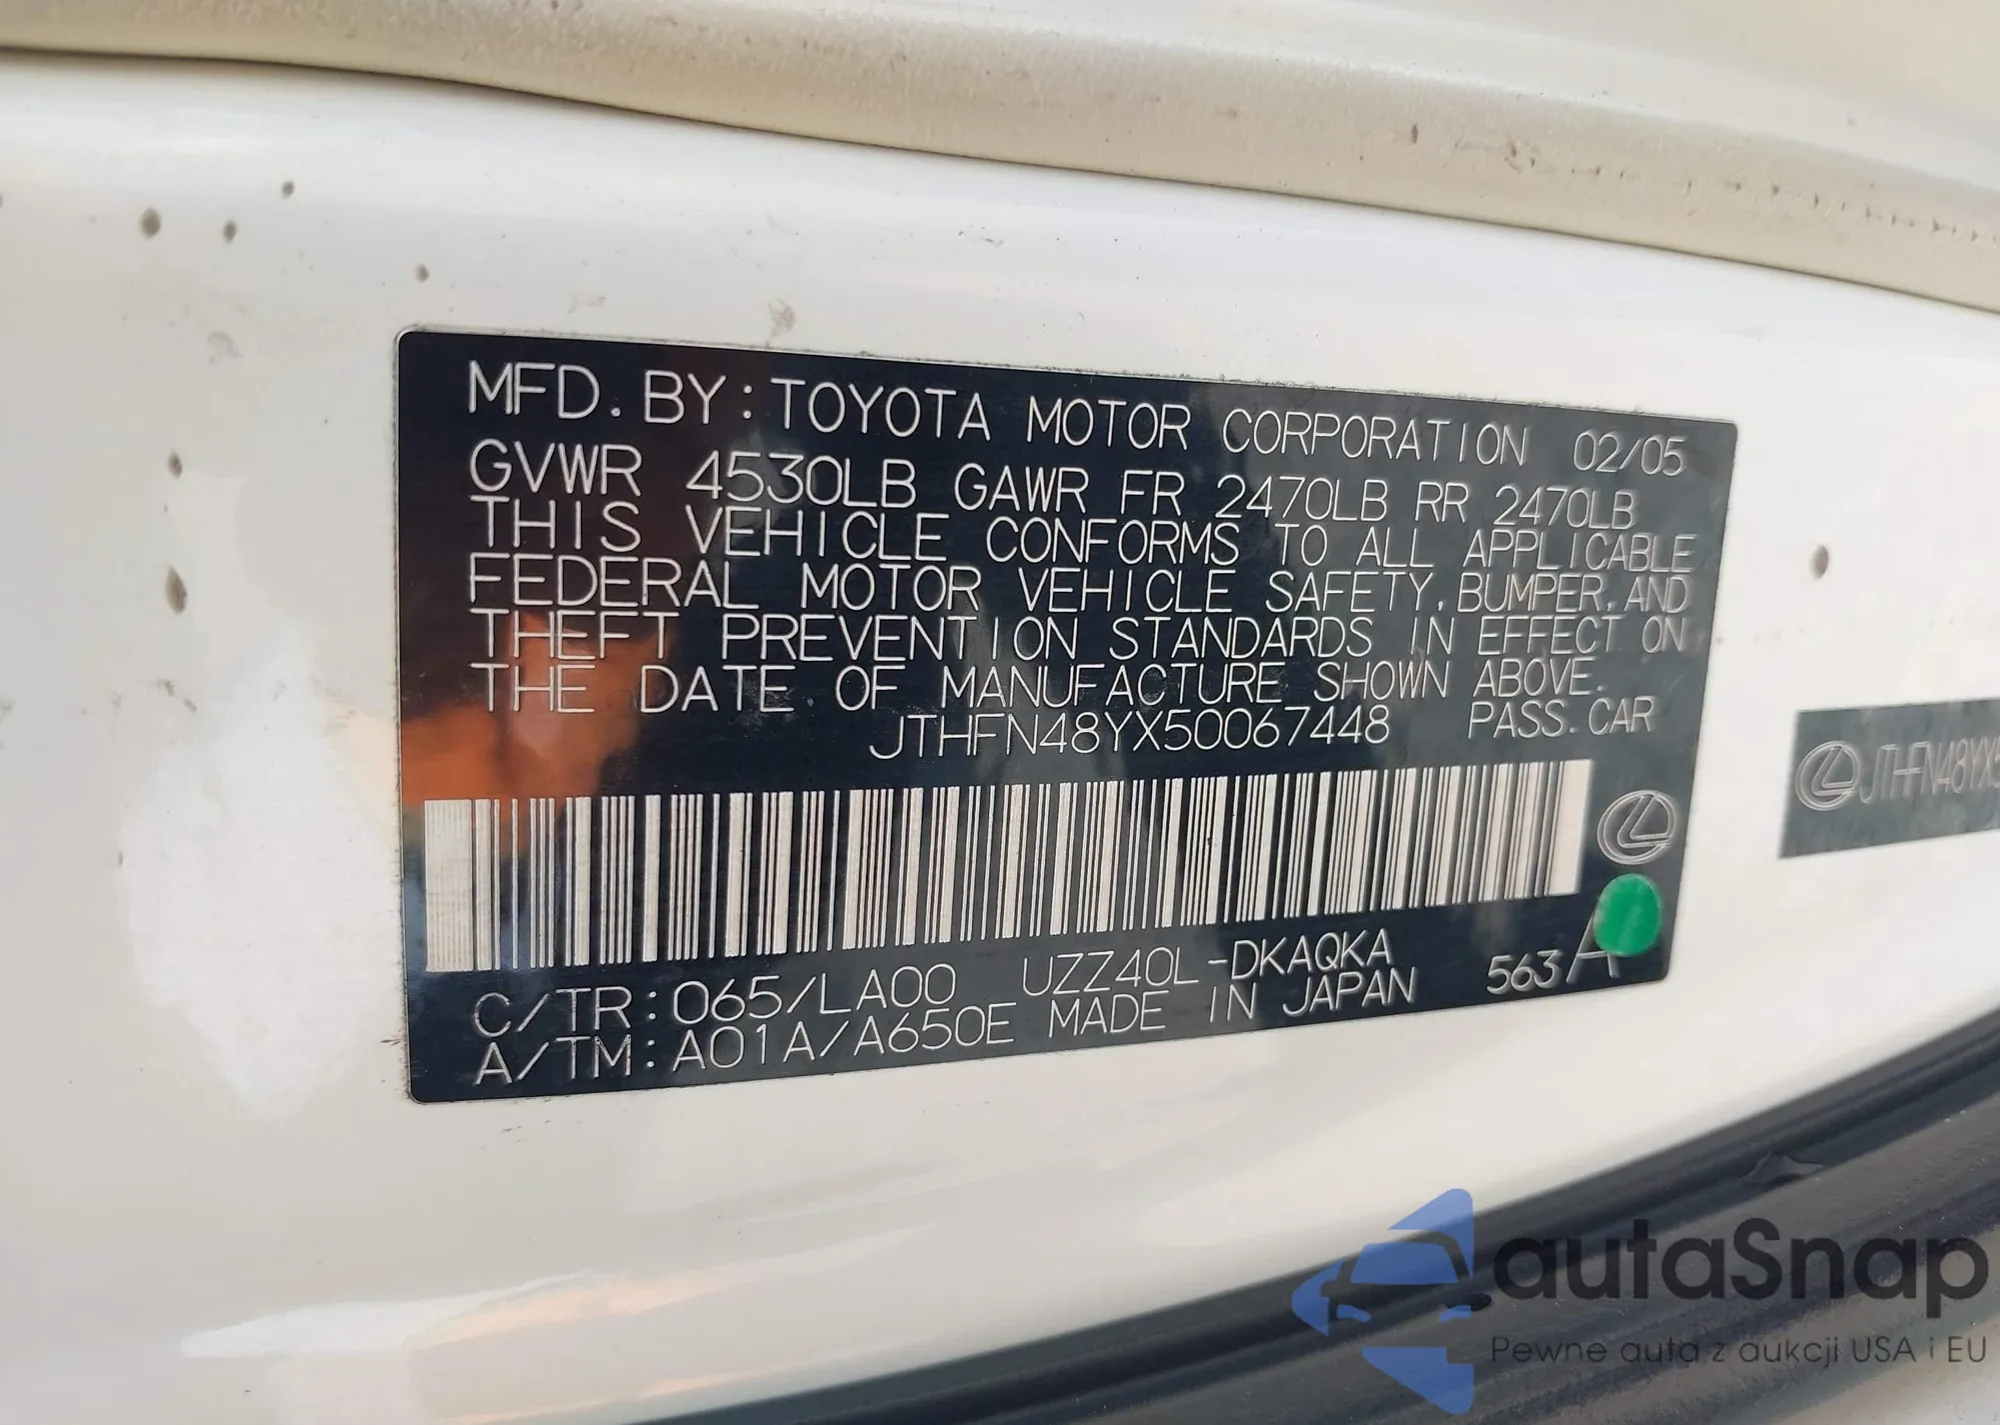 MFD. BY: TOYOTA MOTOR CORPORATION 02/05
GVWR 4530LB GAWR FR 2470LB RR 2470LB
THIS VEHICLE CONFORMS TO ALL APPLICABLE
FEDERAL MOTOR VEHICLE SAFETY, BUMPER, AND
THEFT PREVENTION STANDARDS IN EFFECT ON
THE DATE OF MANUFACTURE SHOWN ABOVE.
JTHFN48YX50067448 PASS. CAR
C/TR: 065/LA00 UZZ40L-DKAQKA
A/TM: A01A/A650E MADE IN JAPAN 563A
JTHFN48YX5
autaSnap
Pewne auta z aukcji USA i EU